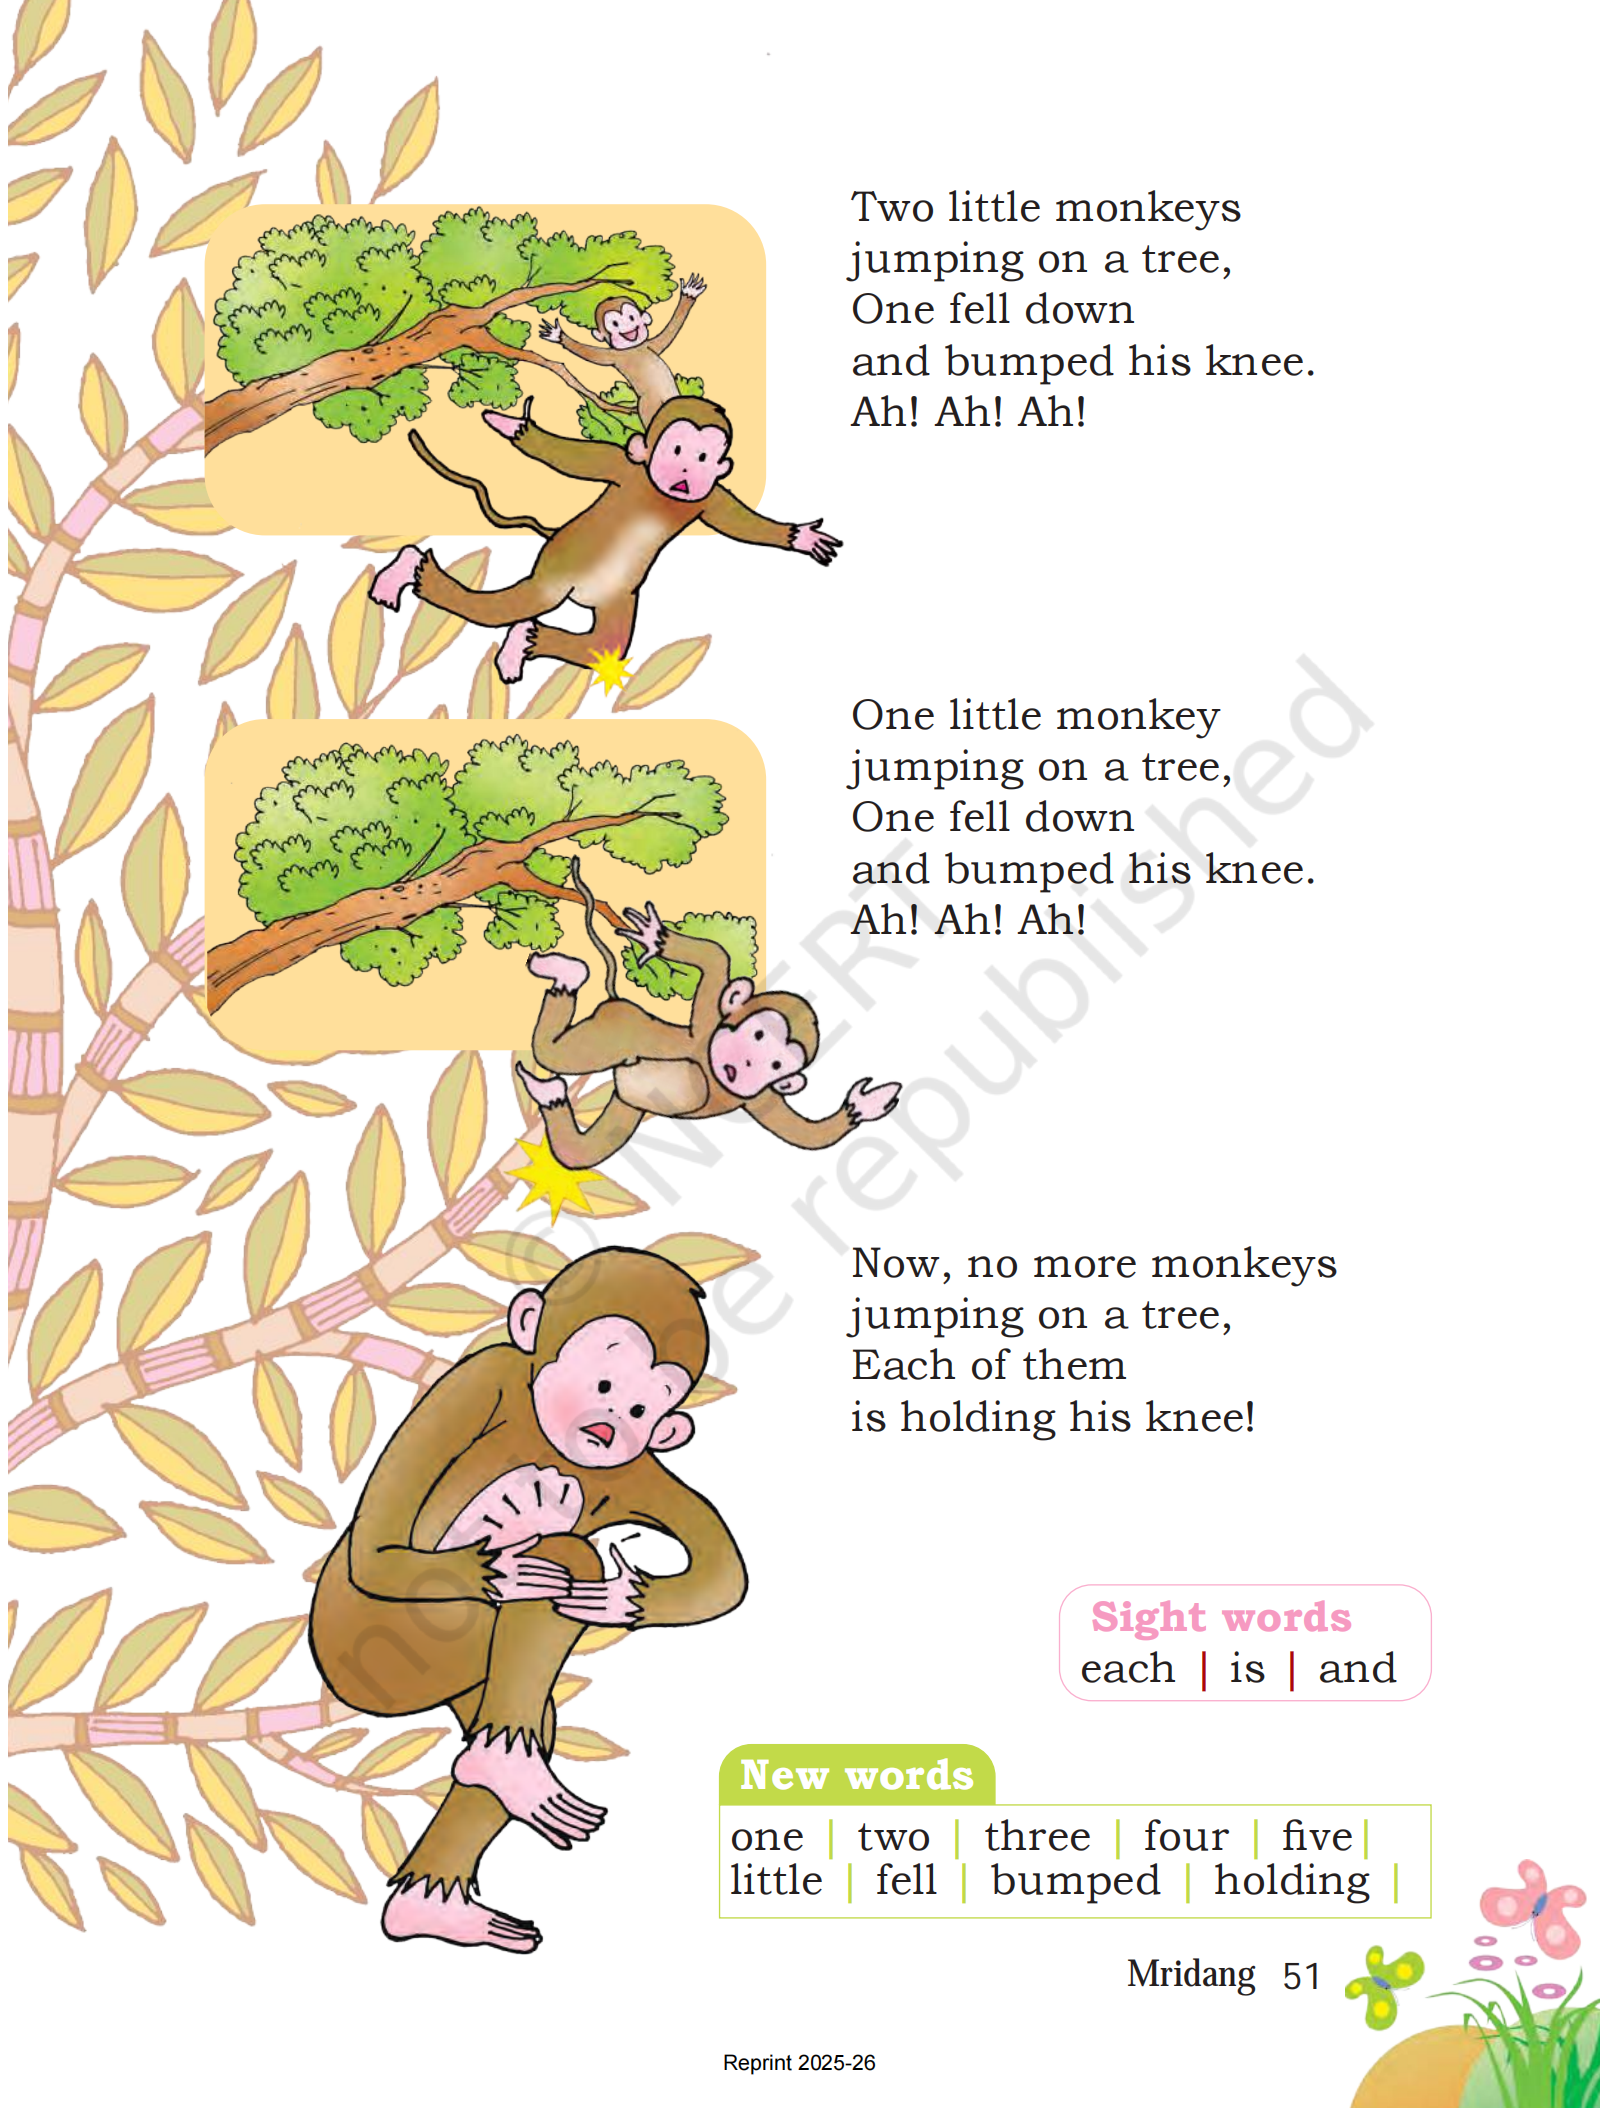 Two little monkeys
jumping on a tree,
One fell down
and bumped his knee.
Ah! Ah! Ah!
One little monkey
jumping on a tree,
One fell down
and bumped his knee.
Ah! Ah! Ah!
Now, no more monkeys
jumping on a tree,
Each of them
is holding his knee!
Sight words
each | is | and
New words
one | two | three | four | five |
little | fell | bumped | holding |
Mridang 51
Reprint 2025-26
© NCERT
not to be republished